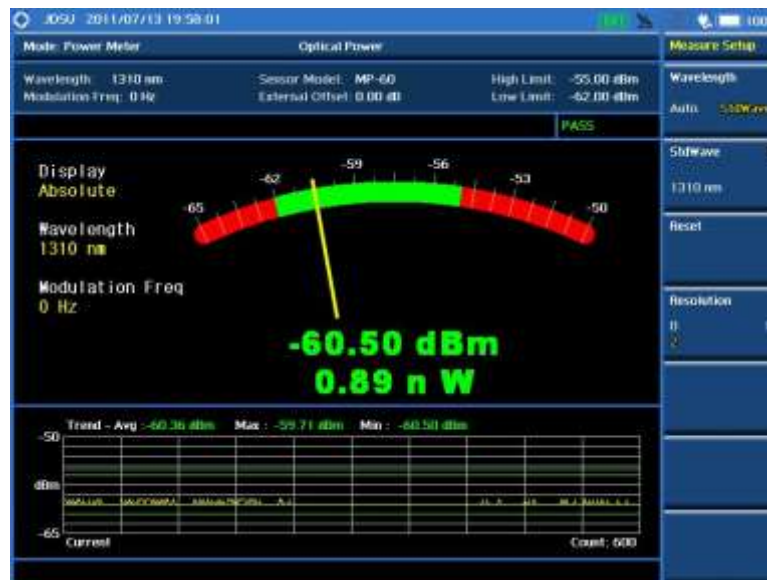 JDSU 2011/07/13 19:58:01
100
Mode: Power Meter
Optical Power
Measure Setup
Wavelength: 1310 nm
Sensor Model: MP-60
High Limit: -55.00 dBm
Modulation Freq: 0 Hz
External Offset: 0.00 dB
Low Limit: -62.00 dBm
PASS
Wavelength
Auto StdWave
StdWave
1310 nm
Reset
Resolution
0
2
Display
Absolute
Wavelength
1310 nm
Modulation Freq
0 Hz
-65
-62
-59
-56
-53
-50
-60.50 dBm
0.89 n W
Trend - Avg : -60.36 dBm Max : -59.71 dBm Min : -60.50 dBm
-50
dBm
-65
Current
Count: 600